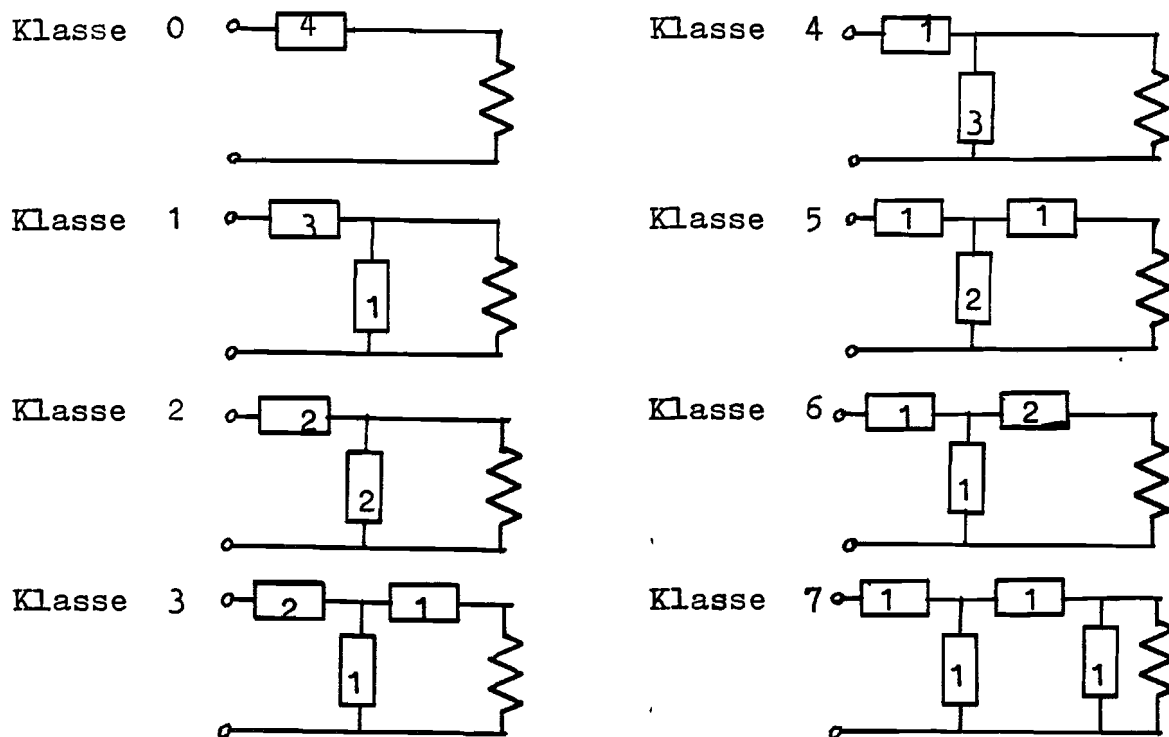 Klasse 0 4
Klasse 4 1
3
Klasse 1 3
1
Klasse 5 1 1
2
Klasse 2 2
2
Klasse 6 1 2
1
Klasse 3 2 1
1
Klasse 7 1 1
1 1